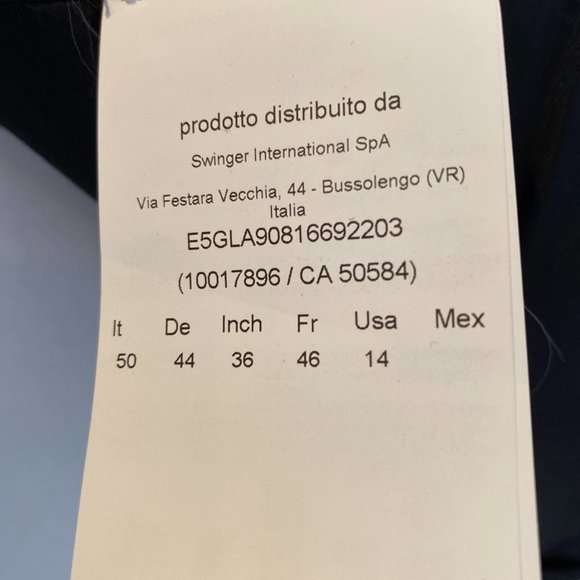 prodotto distribuito da
Swinger International SpA
Via Festara Vecchia, 44 - Bussolengo (VR)
Italia
E5GLA90816692203
(10017896 / CA 50584)
It De Inch Fr Usa Mex
50 44 36 46 14